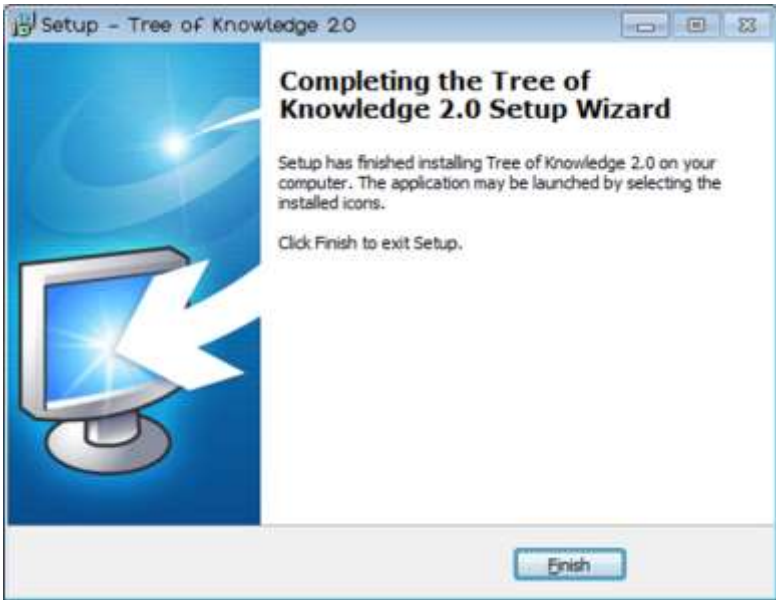 Setup - Tree of Knowledge 2.0
Completing the Tree of
Knowledge 2.0 Setup Wizard
Setup has finished installing Tree of Knowledge 2.0 on your
computer. The application may be launched by selecting the
installed icons.
Click Finish to exit Setup.
Finish